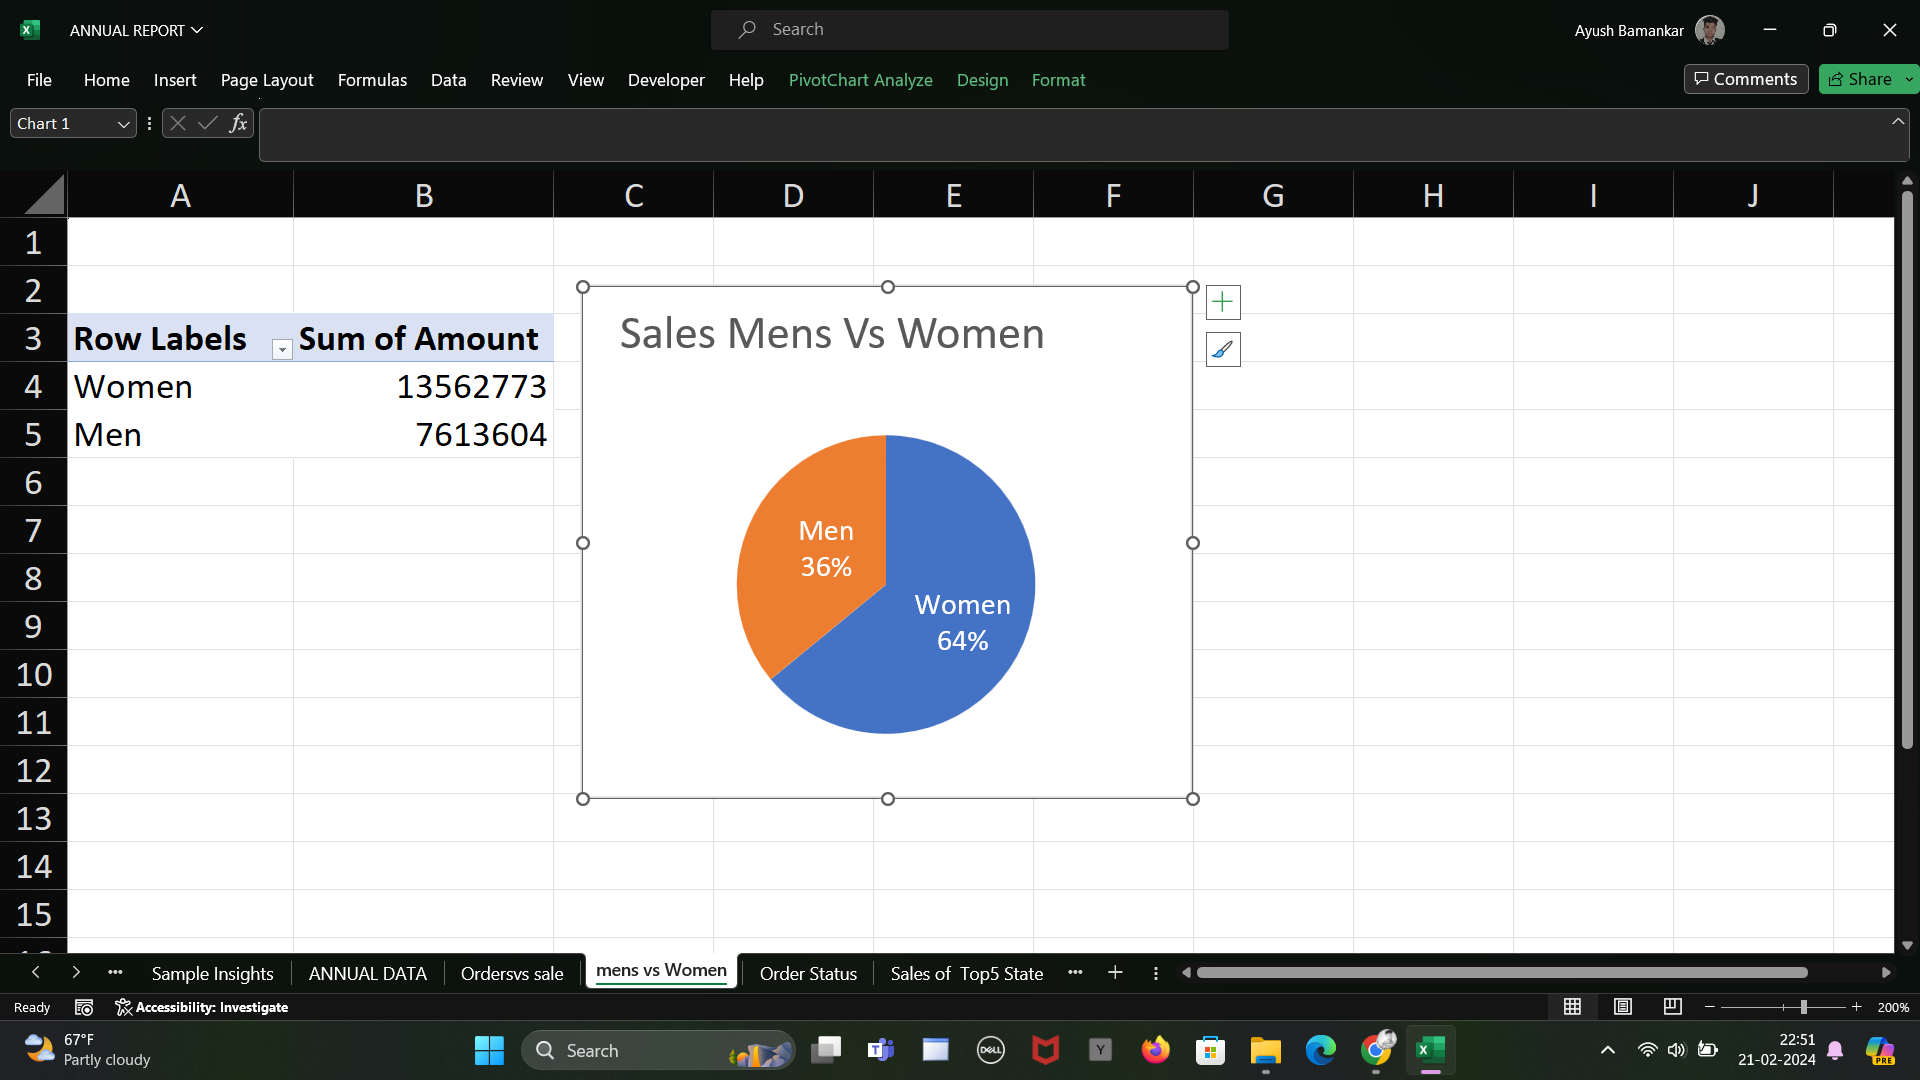 ANNUAL REPORT
Search
Ayush Bamankar
File Home Insert Page Layout Formulas Data Review View Developer Help PivotChart Analyze Design Format
Comments Share
Chart 1
fx
A B C D E F G H I J
1
2
3 Row Labels Sum of Amount
4 Women 13562773
5 Men 7613604
6
7
8
9
10
11
12
13
14
15
Sales Mens Vs Women
Men
36%
Women
64%
Sample Insights ANNUAL DATA Ordersvs sale mens vs Women Order Status Sales of Top5 State
Ready Accessibility: Investigate 200%
67°F
Partly cloudy
Search
DELL
Y
22:51
21-02-2024
PRE